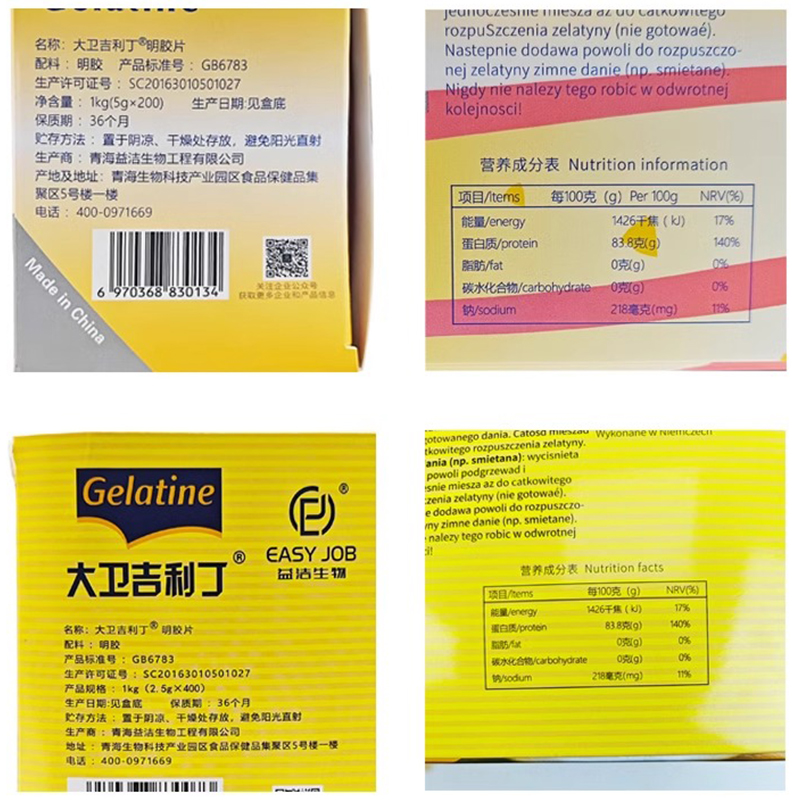 Gelatine
名称：大卫吉利丁®明胶片
配料：明胶 产品标准号：GB6783
生产许可证号：SC20163010501027
净含量：1kg(5g×200) 生产日期:见盒底
保质期：36个月
贮存方法：置于阴凉、干燥处存放，避免阳光直射
生产商：青海益洁生物工程有限公司
产地及地址：青海生物科技产业园区食品保健品集
聚区5号楼一楼
电话：400-0971669
6 970368 830134
关注企业公众号
获取更多企业和产品信息
Made in China
jednoczesnie miesza az do catkowitego
rozpuSzczenia zelatyny (nie gotowaé).
Nastepnie dodawa powoli do rozpuszczo-
nej zelatyny zimne danie (np. smietane).
Nigdy nie nalezy tego robic w odwrotnej
kolejnosci!
营养成分表 Nutrition information
项目/Items 每100克 (g) Per 100g NRV(%)
能量/energy 1426千焦 (kJ) 17%
蛋白质/protein 83.8克(g) 140%
脂肪/fat 0克(g) 0%
碳水化合物/carbohydrate 0克(g) 0%
钠/sodium 218毫克(mg) 11%
Gelatine
®
EASY JOB
益洁生物
大卫吉利丁®
名称：大卫吉利丁®明胶片
配料：明胶
产品标准号：GB6783
生产许可证号：SC20163010501027
产品规格：1kg（2.5g×400）
生产日期:见盒底 保质期：36个月
贮存方法：置于阴凉、干燥处存放，避免阳光直射
生产商：青海益洁生物工程有限公司
地址：青海生物科技产业园区食品保健品集聚区5号楼一楼
电话：400-0971669
gotowanego dania. Catosd mieszad Wykonane w Niemczech
tkowitego rozpuszczenia zelatyny.
ania (np. smietana): wycisnieta
powoli podgrzewad i
esnie miesza az do catkowitego
zenia zelatyny (nie gotowaé).
e dodawa powoli do rozpuszczo-
yny zimne danie (np. smietane).
nalezy tego robic w odwrotnej
ci!
营养成分表 Nutrition facts
项目/Items 每100克 (g) NRV(%)
能量/energy 1426千焦 (kJ) 17%
蛋白质/protein 83.8克(g) 140%
脂肪/fat 0克(g) 0%
碳水化合物/carbohydrate 0克(g) 0%
钠/sodium 218毫克(mg) 11%